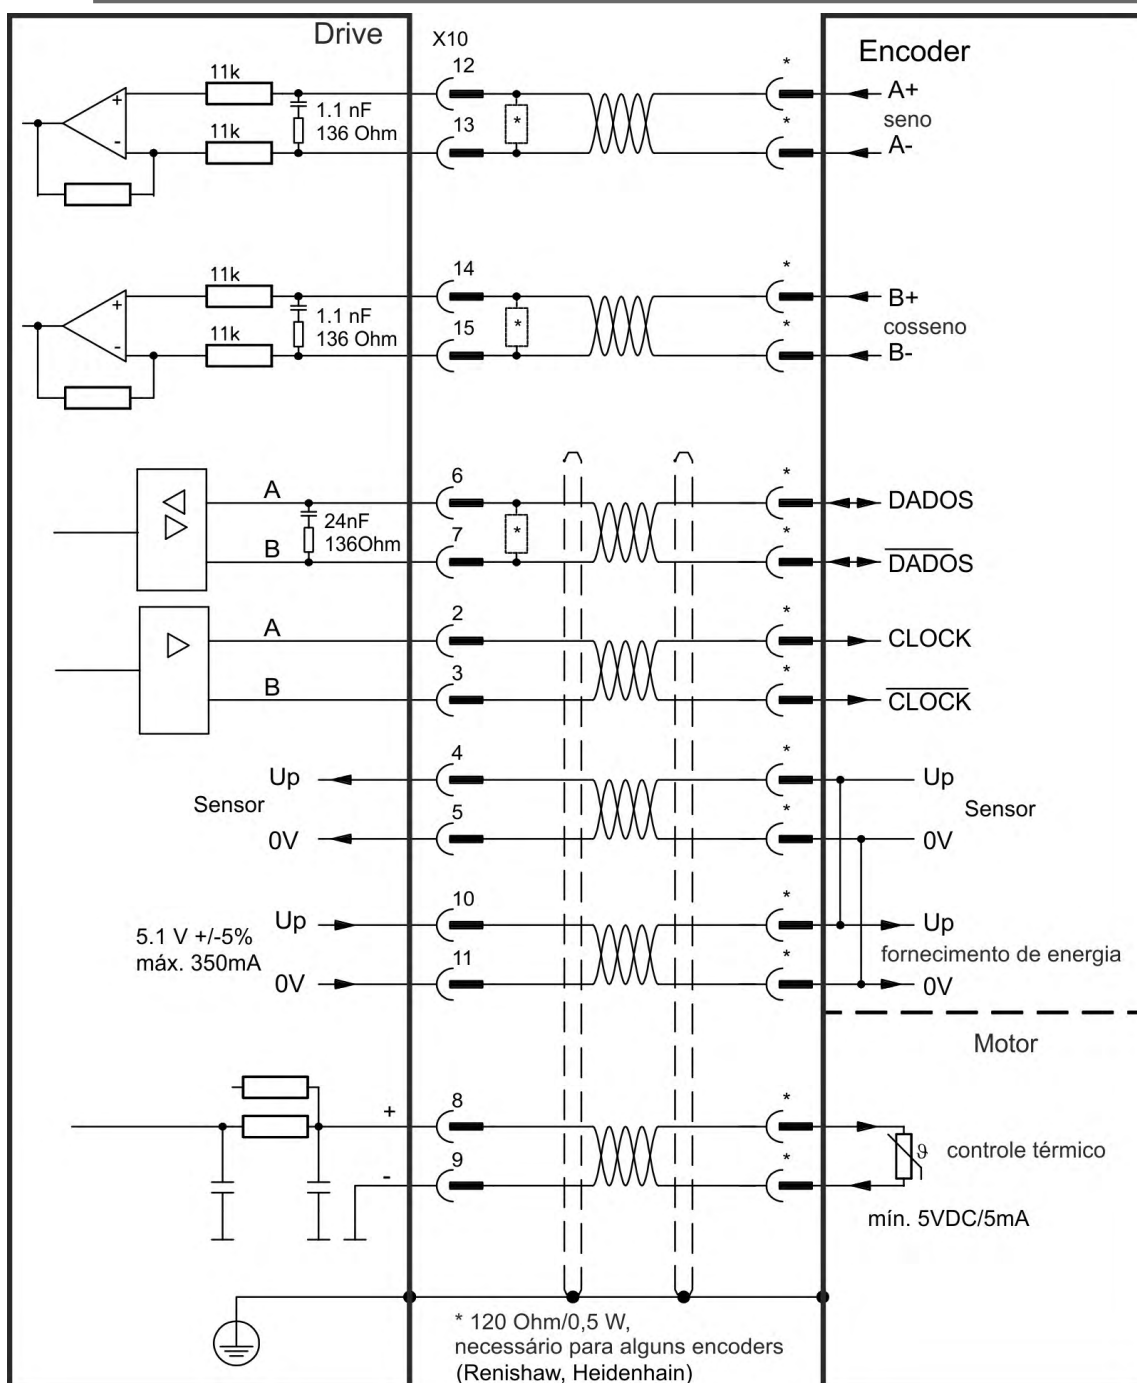 Drive
X10
Encoder
12
*
11k
+
1.1 nF
136 Ohm
*
A+
seno
A-
13
*
11k
-
14
*
11k
+
1.1 nF
136 Ohm
*
B+
cosseno
B-
15
*
11k
-
6
*
A
DADOS
24nF
136Ohm
*
7
*
B
DADOS
2
*
A
CLOCK
3
*
B
CLOCK
4
*
Up
Up
Sensor
Sensor
5
*
0V
0V
10
*
Up
Up
5.1 V +/-5%
máx. 350mA
fornecimento de energia
11
*
0V
0V
Motor
8
*
+
ϑ
controle térmico
9
*
-
mín. 5VDC/5mA
* 120 Ohm/0,5 W,
necessário para alguns encoders
(Renishaw, Heidenhain)